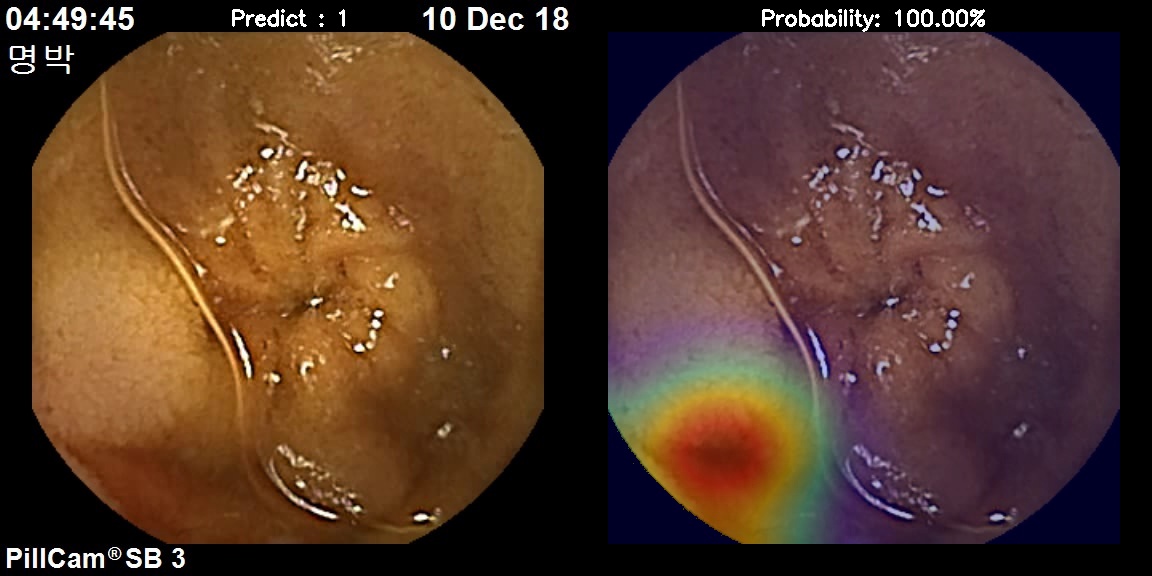 04:49:45
Predict : 1
10 Dec 18
Probability: 100.00%
명박
PillCam® SB 3